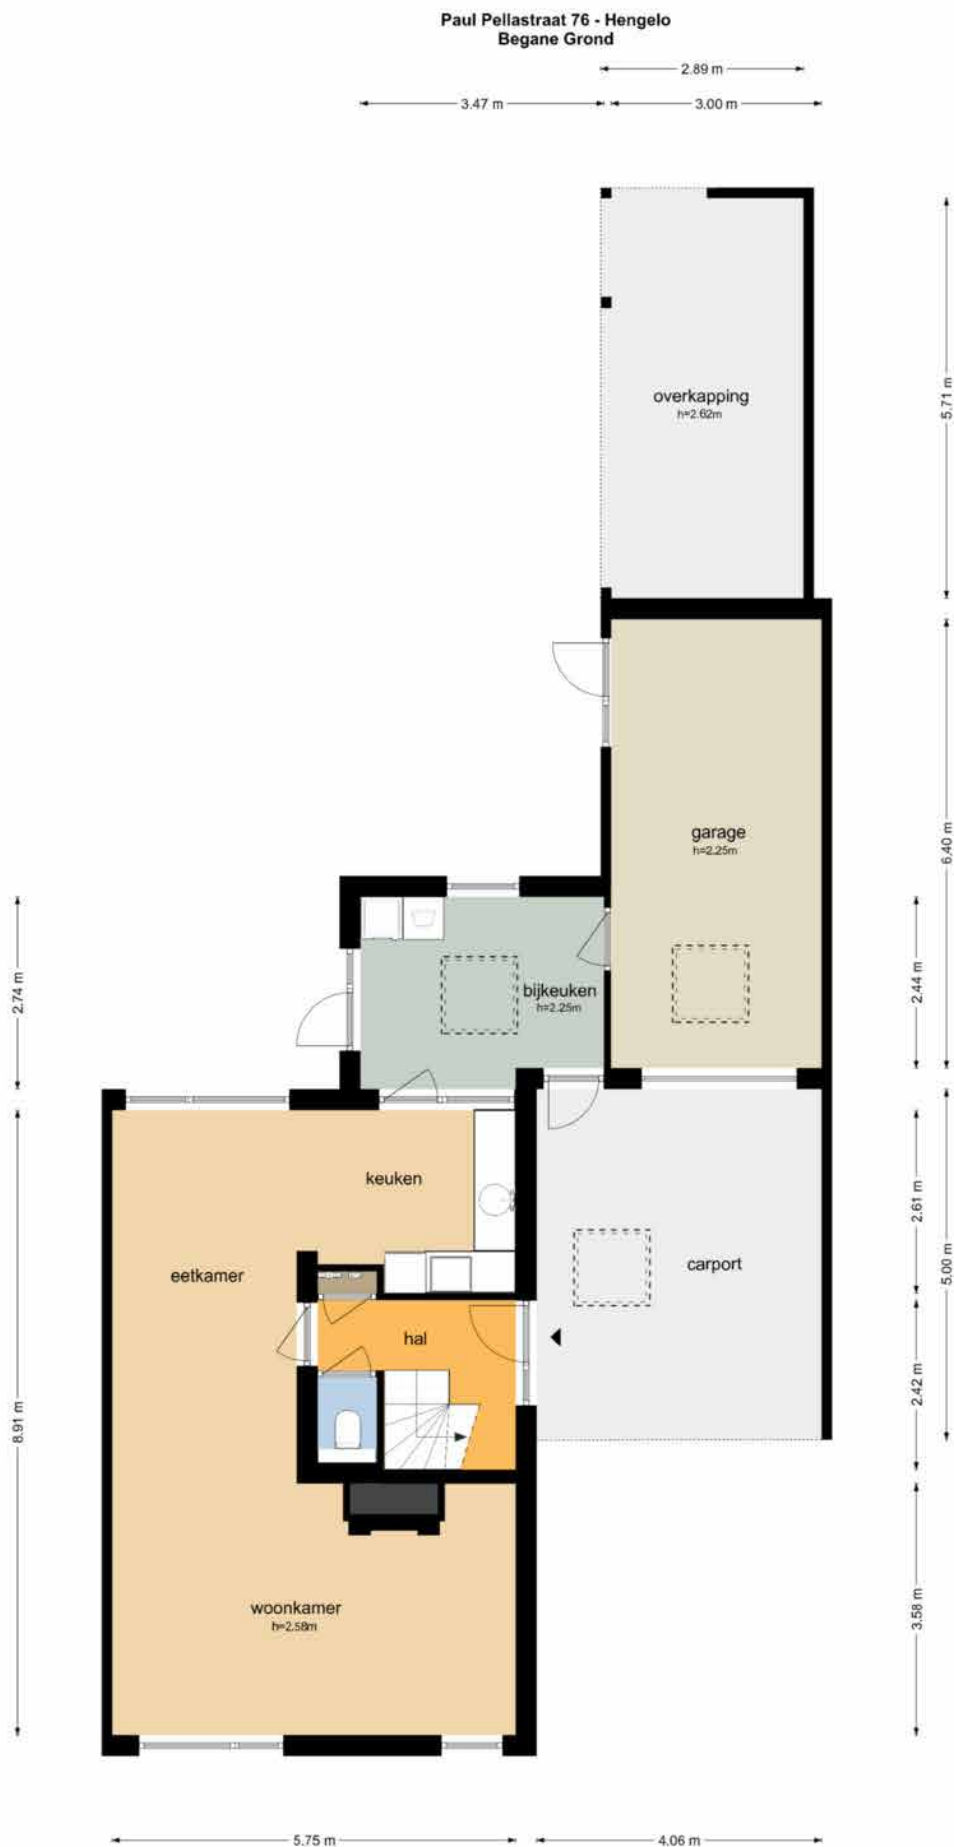 Paul Pellastraat 76 - Hengelo
Begane Grond
2.89 m
3.47 m
3.00 m
overkapping
h=2.62m
5.71 m
garage
h=2.25m
6.40 m
2.74 m
bijkeuken
h=2.25m
2.44 m
keuken
2.61 m
eetkamer
carport
5.00 m
hal
8.91 m
2.42 m
woonkamer
h=2.58m
3.58 m
5.75 m
4.06 m